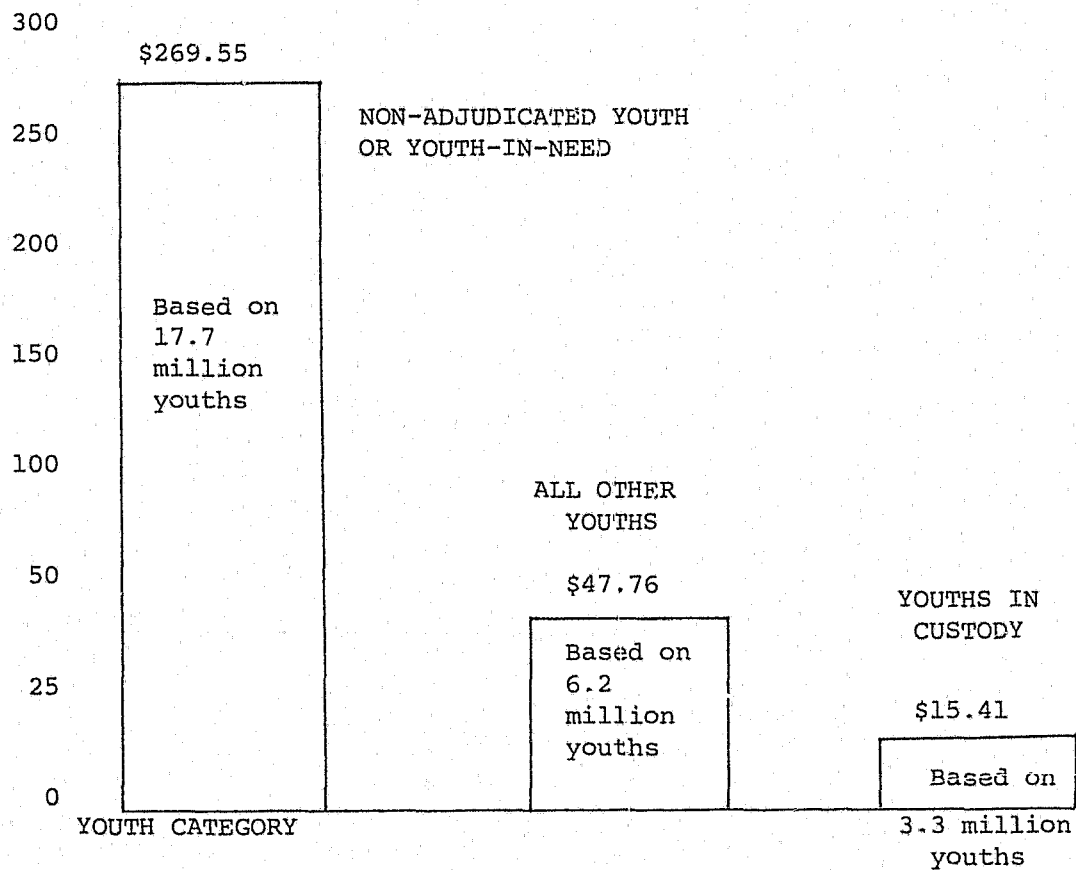 300
$269.55
NON-ADJUDICATED YOUTH
OR YOUTH-IN-NEED
250
200
Based on
17.7
million
youths
150
100
ALL OTHER
YOUTHS
50
$47.76
YOUTHS IN
CUSTODY
Based on
6.2
million
youths
25
$15.41
Based on
0
YOUTH CATEGORY
3.3 million
youths